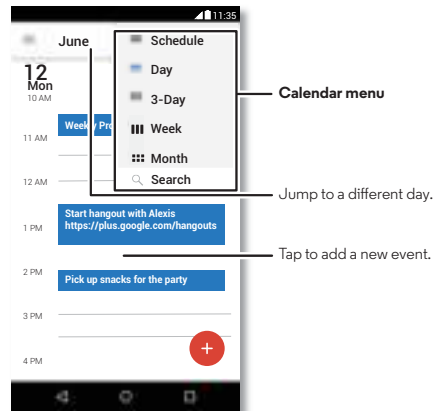 11:35
June
Schedule
Day
3-Day
Week
Month
Search
Calendar menu
12
Mon
10 AM
Weekly Pro
11 AM
12 AM
Jump to a different day.
Start hangout with Alexis
https://plus.google.com/hangouts
1 PM
Tap to add a new event.
2 PM
Pick up snacks for the party
3 PM
+
4 PM